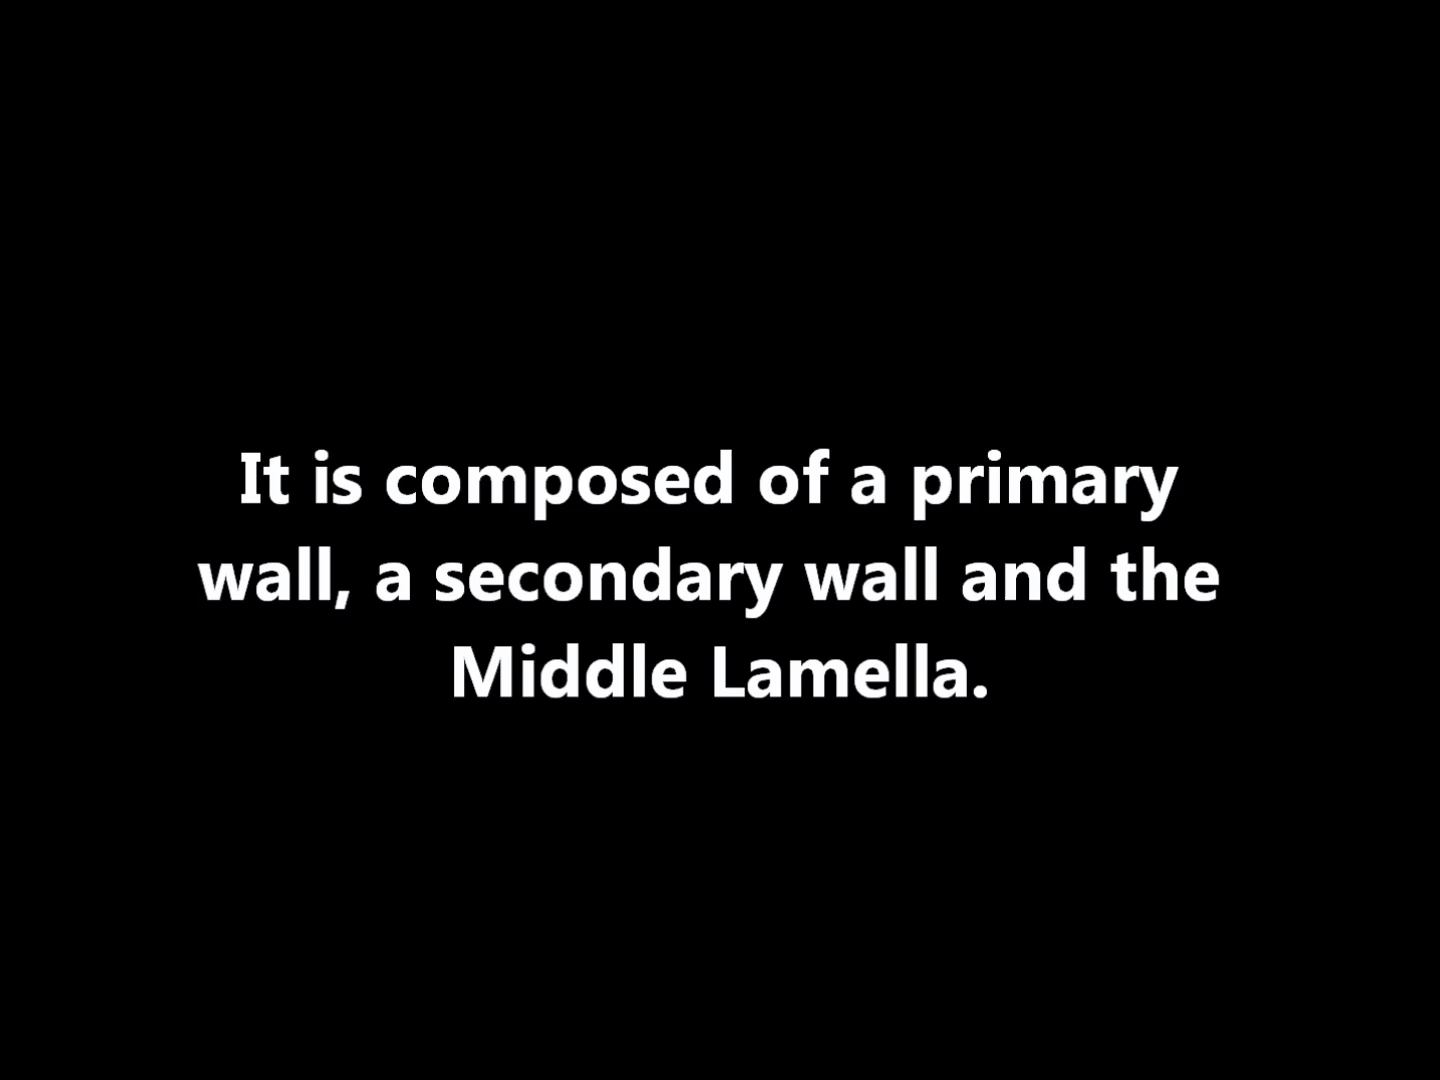 It is composed of a primary
wall, a secondary wall and the
Middle Lamella.